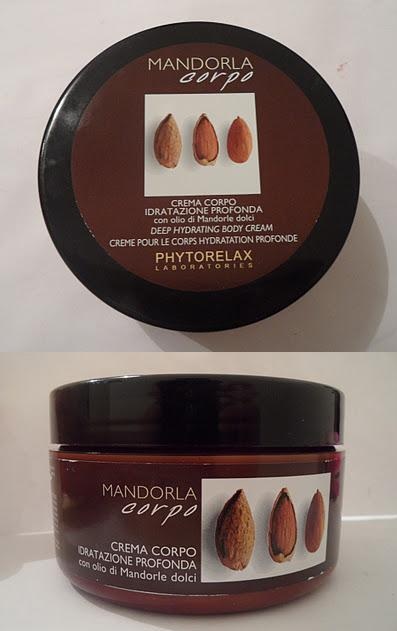 MANDORLA
corpo
CREMA CORPO
IDRATAZIONE PROFONDA
con olio di Mandorle dolci
DEEP HYDRATING BODY CREAM
CREME POUR LE CORPS HYDRATATION PROFONDE
PHYTORELAX
LABORATORIES
MANDORLA
corpo
CREMA CORPO
IDRATAZIONE PROFONDA
con olio di Mandorle dolci